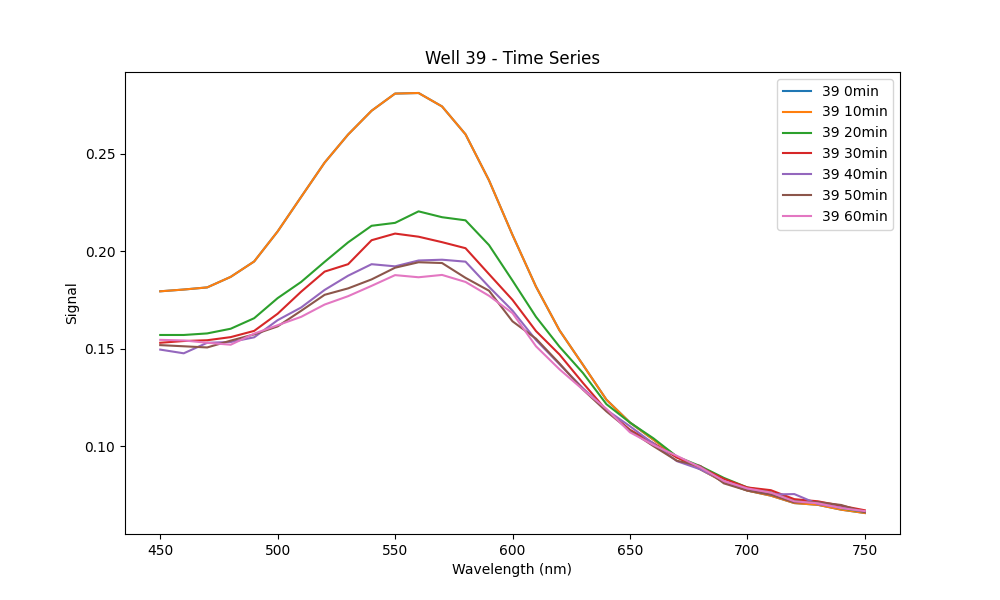 Well 39 - Time Series
39 0min
39 10min
39 20min
39 30min
39 40min
39 50min
39 60min
Signal
0.25
0.20
0.15
0.10
450 500 550 600 650 700 750
Wavelength (nm)